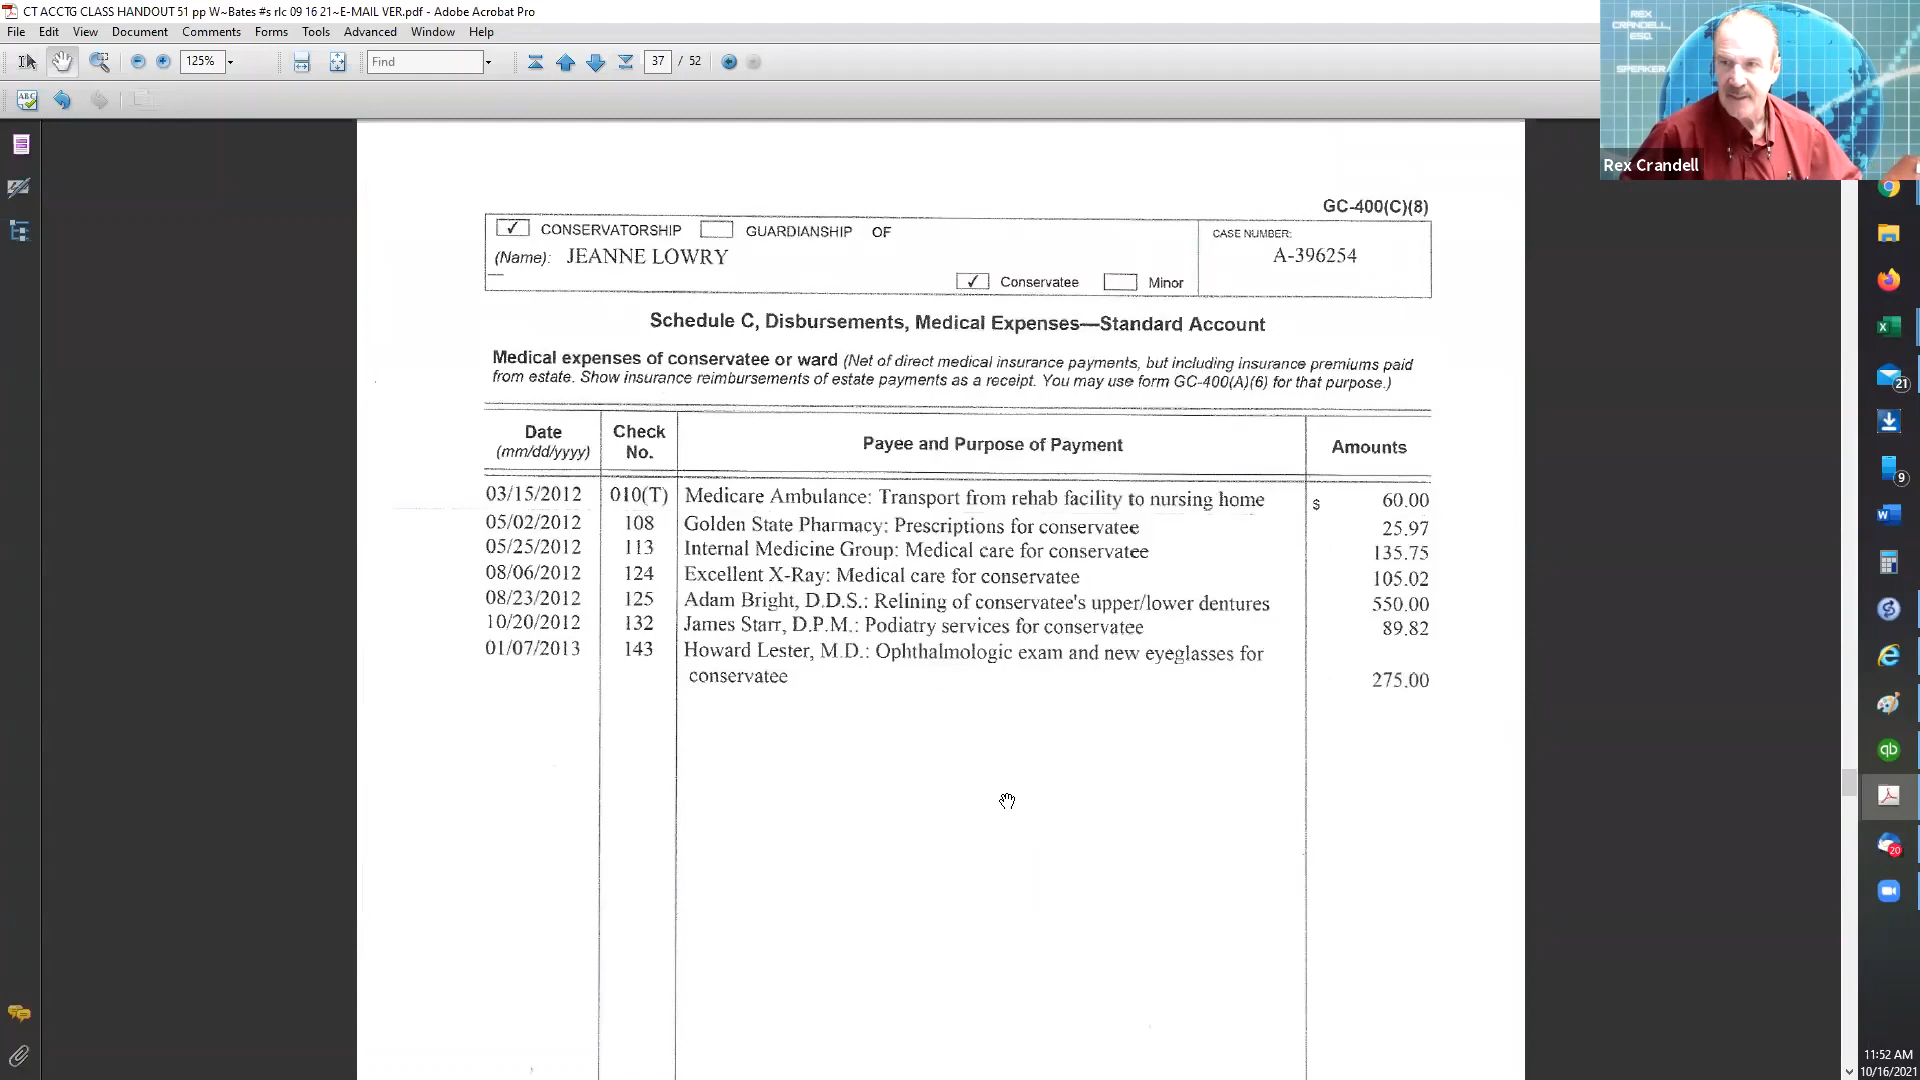 CT ACCTG CLASS HANDOUT 51 pp W~Bates #s rlc 09 16 21~E-MAIL VER.pdf - Adobe Acrobat Pro
File Edit View Document Comments Forms Tools Advanced Window Help
125% Find 37 / 52
REX CRANDELL, ESQ.
SPEAKER
Rex Crandell
GC-400(C)(8)
✓ CONSERVATORSHIP GUARDIANSHIP OF
CASE NUMBER:
(Name): JEANNE LOWRY
A-396254
✓ Conservatee Minor
Schedule C, Disbursements, Medical Expenses—Standard Account
Medical expenses of conservatee or ward (Net of direct medical insurance payments, but including insurance premiums paid
from estate. Show insurance reimbursements of estate payments as a receipt. You may use form GC-400(A)(6) for that purpose.)
Date (mm/dd/yyyy) Check No. Payee and Purpose of Payment Amounts
03/15/2012 010(T) Medicare Ambulance: Transport from rehab facility to nursing home $ 60.00
05/02/2012 108 Golden State Pharmacy: Prescriptions for conservatee 25.97
05/25/2012 113 Internal Medicine Group: Medical care for conservatee 135.75
08/06/2012 124 Excellent X-Ray: Medical care for conservatee 105.02
08/23/2012 125 Adam Bright, D.D.S.: Relining of conservatee's upper/lower dentures 550.00
10/20/2012 132 James Starr, D.P.M.: Podiatry services for conservatee 89.82
01/07/2013 143 Howard Lester, M.D.: Ophthalmologic exam and new eyeglasses for
conservatee 275.00
21
9
20
11:52 AM
10/16/2021